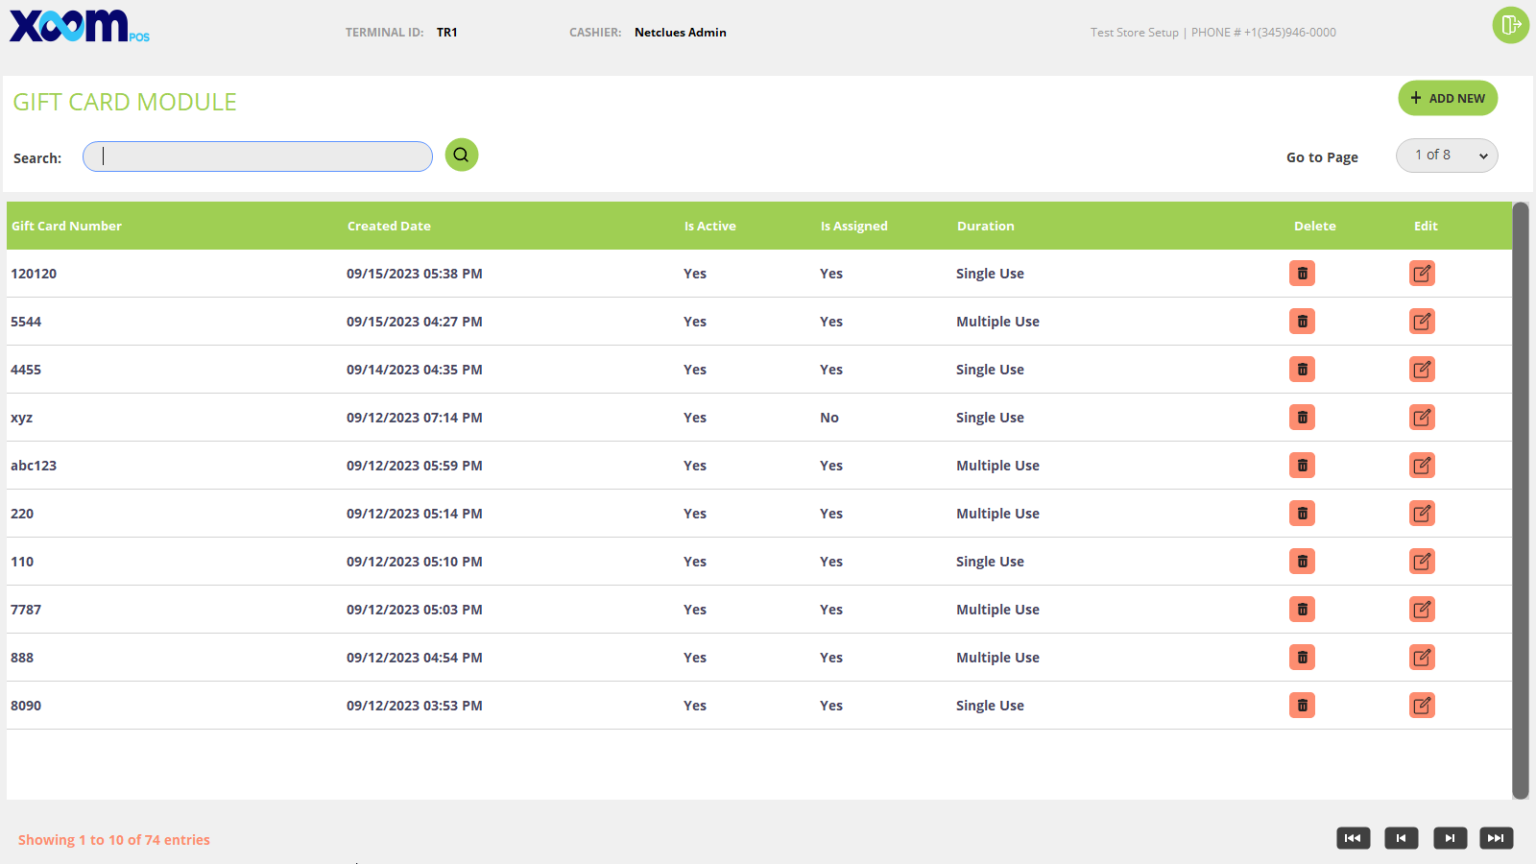 xoom POS
TERMINAL ID: TR1 CASHIER: Netclues Admin Test Store Setup | PHONE # +1(345)946-0000
GIFT CARD MODULE
+ ADD NEW
Search:
Go to Page 1 of 8
Gift Card Number Created Date Is Active Is Assigned Duration Delete Edit
120120 09/15/2023 05:38 PM Yes Yes Single Use
5544 09/15/2023 04:27 PM Yes Yes Multiple Use
4455 09/14/2023 04:35 PM Yes Yes Single Use
xyz 09/12/2023 07:14 PM Yes No Single Use
abc123 09/12/2023 05:59 PM Yes Yes Multiple Use
220 09/12/2023 05:14 PM Yes Yes Multiple Use
110 09/12/2023 05:10 PM Yes Yes Single Use
7787 09/12/2023 05:03 PM Yes Yes Multiple Use
888 09/12/2023 04:54 PM Yes Yes Multiple Use
8090 09/12/2023 03:53 PM Yes Yes Single Use
Showing 1 to 10 of 74 entries